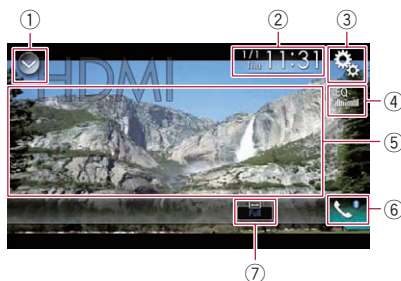 ① ② ③
1/1 11:31
Thu
HDMI
EQ
④
⑤
⑥
Full
⑦